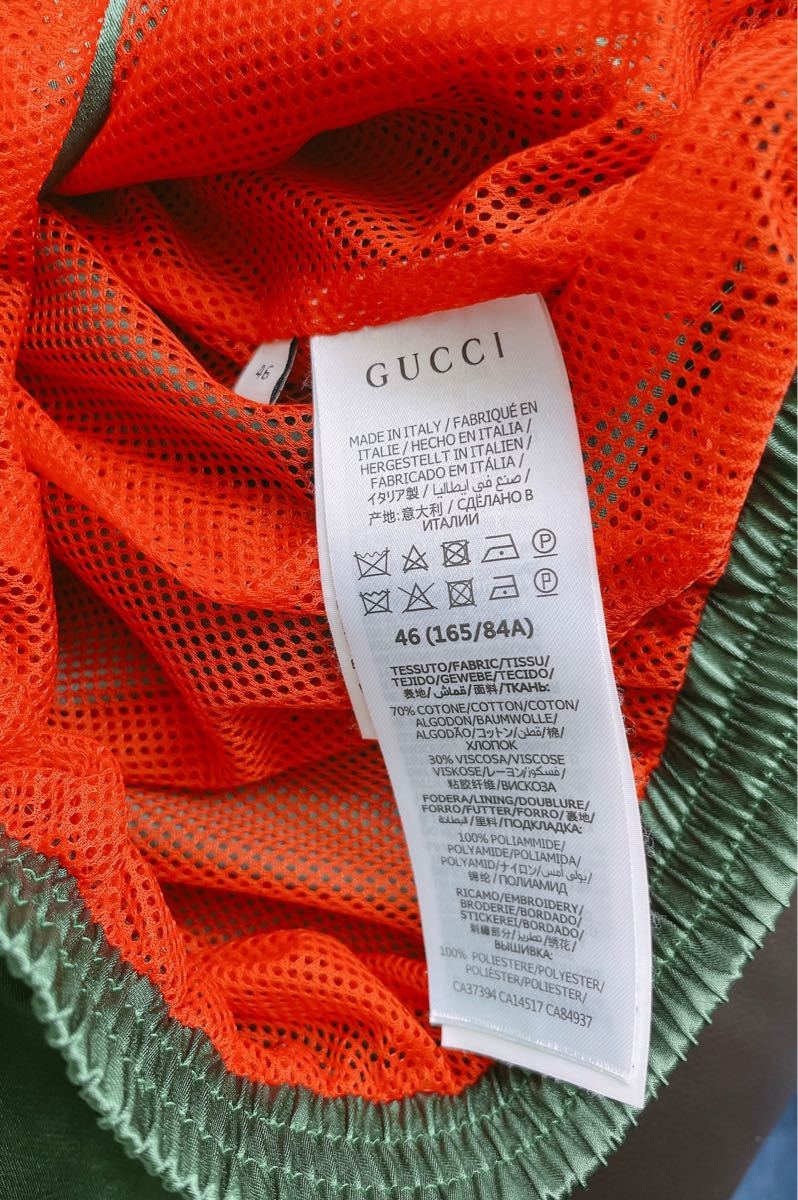 46
GUCCI
MADE IN ITALY / FABRIQUÉ EN
ITALIE / HECHO EN ITALIA /
HERGESTELLT IN ITALIEN /
FABRICADO EM ITÁLIA /
イタリア製 / صنع في ايطاليا /
产地:意大利 / СДЕЛАНО В
ИТАЛИИ
P
P
46 (165/84A)
TESSUTO/FABRIC/TISSU/
TEJIDO/GEWEBE/TECIDO/
表地/قماش/面料/ТКАНЬ:
70% COTONE/COTTON/COTON/
ALGODON/BAUMWOLLE/
ALGODÃO/コットン/قطن/棉/
ХЛОПОК
30% VISCOSA/VISCOSE
VISKOSE/レーヨン/فسكوز/
粘胶纤维/ВИСКОЗА
FODERA/LINING/DOUBLURE/
FORRO/FUTTER/FORRO/裏地/
البطانة/里料/ПОДКЛАДКА:
100% POLIAMMIDE/
POLYAMIDE/POLIAMIDA/
POLYAMID/ナイロン/بولي أميد/
锦纶/ПОЛИАМИД
RICAMO/EMBROIDERY/
BRODERIE/BORDADO/
STICKEREI/BORDADO/
刺繍部分/تطريز/绣花/
ВЫШИВКА:
100% POLIESTERE/POLYESTER/
POLIÉSTER/POLIESTER/
CA37394 CA14517 CA84937